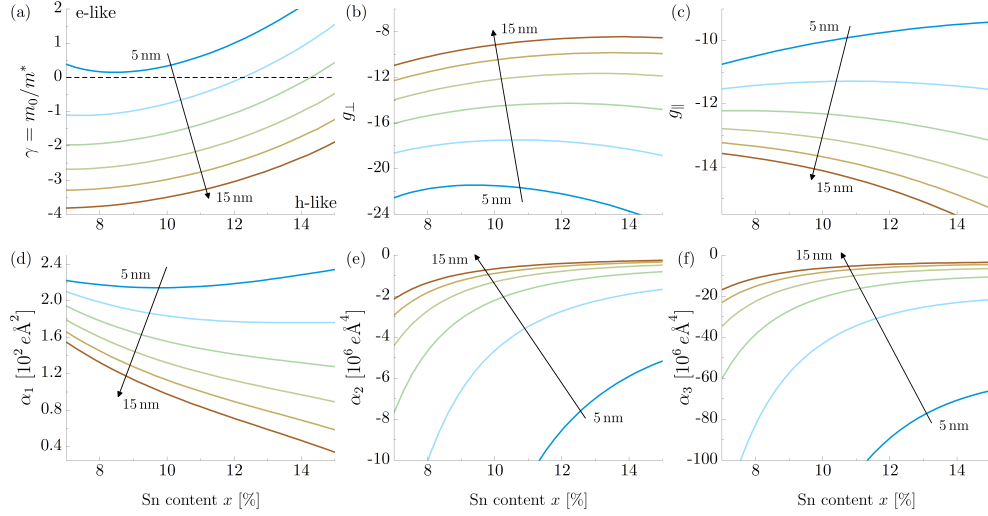 (a)
e-like
5 nm
15 nm
h-like
γ = m₀/m*
2
1
0
-1
-2
-3
-4
8
10
12
14
(b)
15 nm
5 nm
g⊥
-6
-9
-12
-16
-20
-24
8
10
12
14
(c)
5 nm
15 nm
g∥
-10
-12
-14
8
10
12
14
(d)
5 nm
15 nm
α₁ [10² eÅ²]
2.4
2.0
1.6
1.2
0.8
0.4
8
10
12
14
Sn content x [%]
(e)
15 nm
5 nm
α₂ [10⁶ eÅ⁴]
0
-2
-4
-6
-8
-10
8
10
12
14
Sn content x [%]
(f)
15 nm
5 nm
α₃ [10⁶ eÅ⁴]
0
-20
-40
-60
-80
-100
8
10
12
14
Sn content x [%]